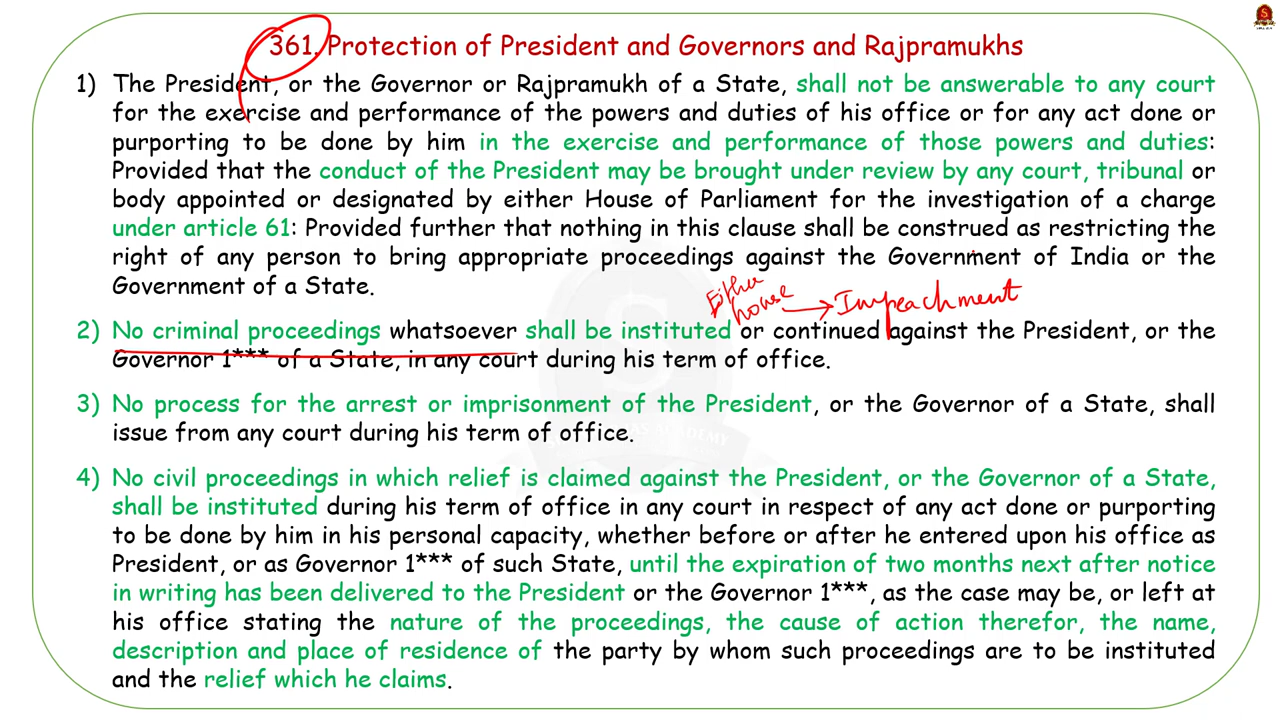 361. Protection of President and Governors and Rajpramukhs
1) The President, or the Governor or Rajpramukh of a State, shall not be answerable to any court
for the exercise and performance of the powers and duties of his office or for any act done or
purporting to be done by him in the exercise and performance of those powers and duties:
Provided that the conduct of the President may be brought under review by any court, tribunal or
body appointed or designated by either House of Parliament for the investigation of a charge
under article 61: Provided further that nothing in this clause shall be construed as restricting the
right of any person to bring appropriate proceedings against the Government of India or the
Government of a State.
Either
house → Impeachment
2) No criminal proceedings whatsoever shall be instituted or continued against the President, or the
Governor 1*** of a State, in any court during his term of office.
3) No process for the arrest or imprisonment of the President, or the Governor of a State, shall
issue from any court during his term of office.
4) No civil proceedings in which relief is claimed against the President, or the Governor of a State,
shall be instituted during his term of office in any court in respect of any act done or purporting
to be done by him in his personal capacity, whether before or after he entered upon his office as
President, or as Governor 1*** of such State, until the expiration of two months next after notice
in writing has been delivered to the President or the Governor 1***, as the case may be, or left at
his office stating the nature of the proceedings, the cause of action therefor, the name,
description and place of residence of the party by whom such proceedings are to be instituted
and the relief which he claims.